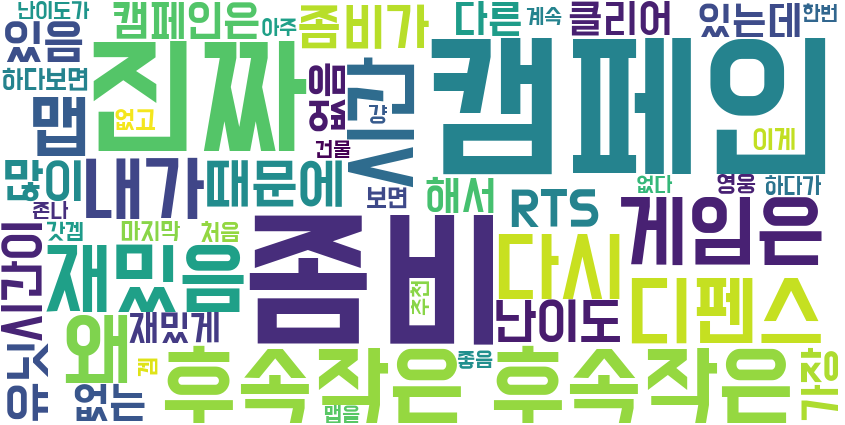 난이도가
캠페인은
아주
좀비가
다른
계속
클리어
있는데
한번
있음
하다보면
진짜
없음
시간
캠페인
맵
없고
걍
이게
건물
많이
내가
때문에
보면
해서
RTS
없다
영웅
하다가
존나
갓겜
마지막
처음
게임은
시간이
재밌음
좀비
다시
추천
디펜스
왜
재밌게
난이도
유닛
겜
좋음
없는
후속작은 후속작은
맵을
가장